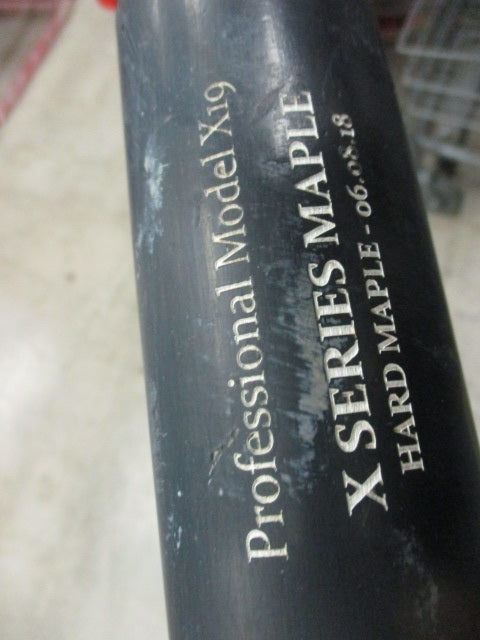 Professional Model X19
X SERIES MAPLE
HARD MAPLE - 06.08.18